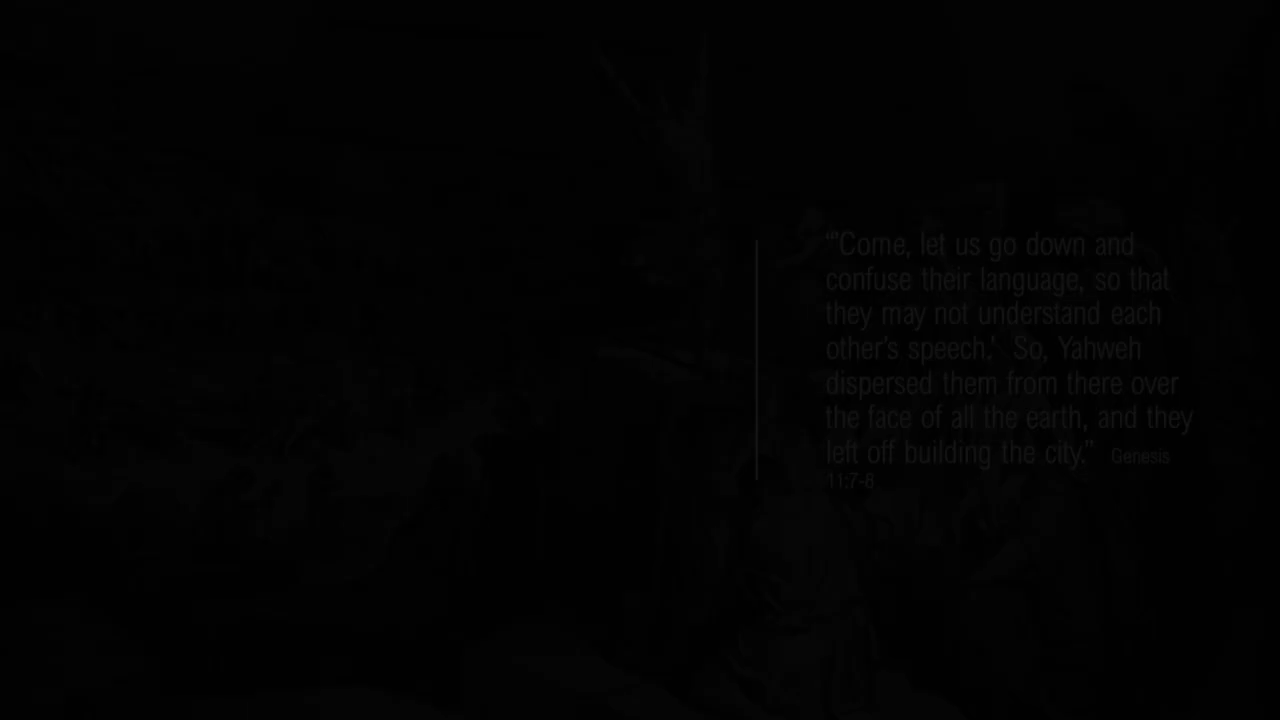 “'Come, let us go down and
confuse their language, so that
they may not understand each
other's speech.'  So, Yahweh
dispersed them from there over
the face of all the earth, and they
left off building the city.”  Genesis
11:7-8